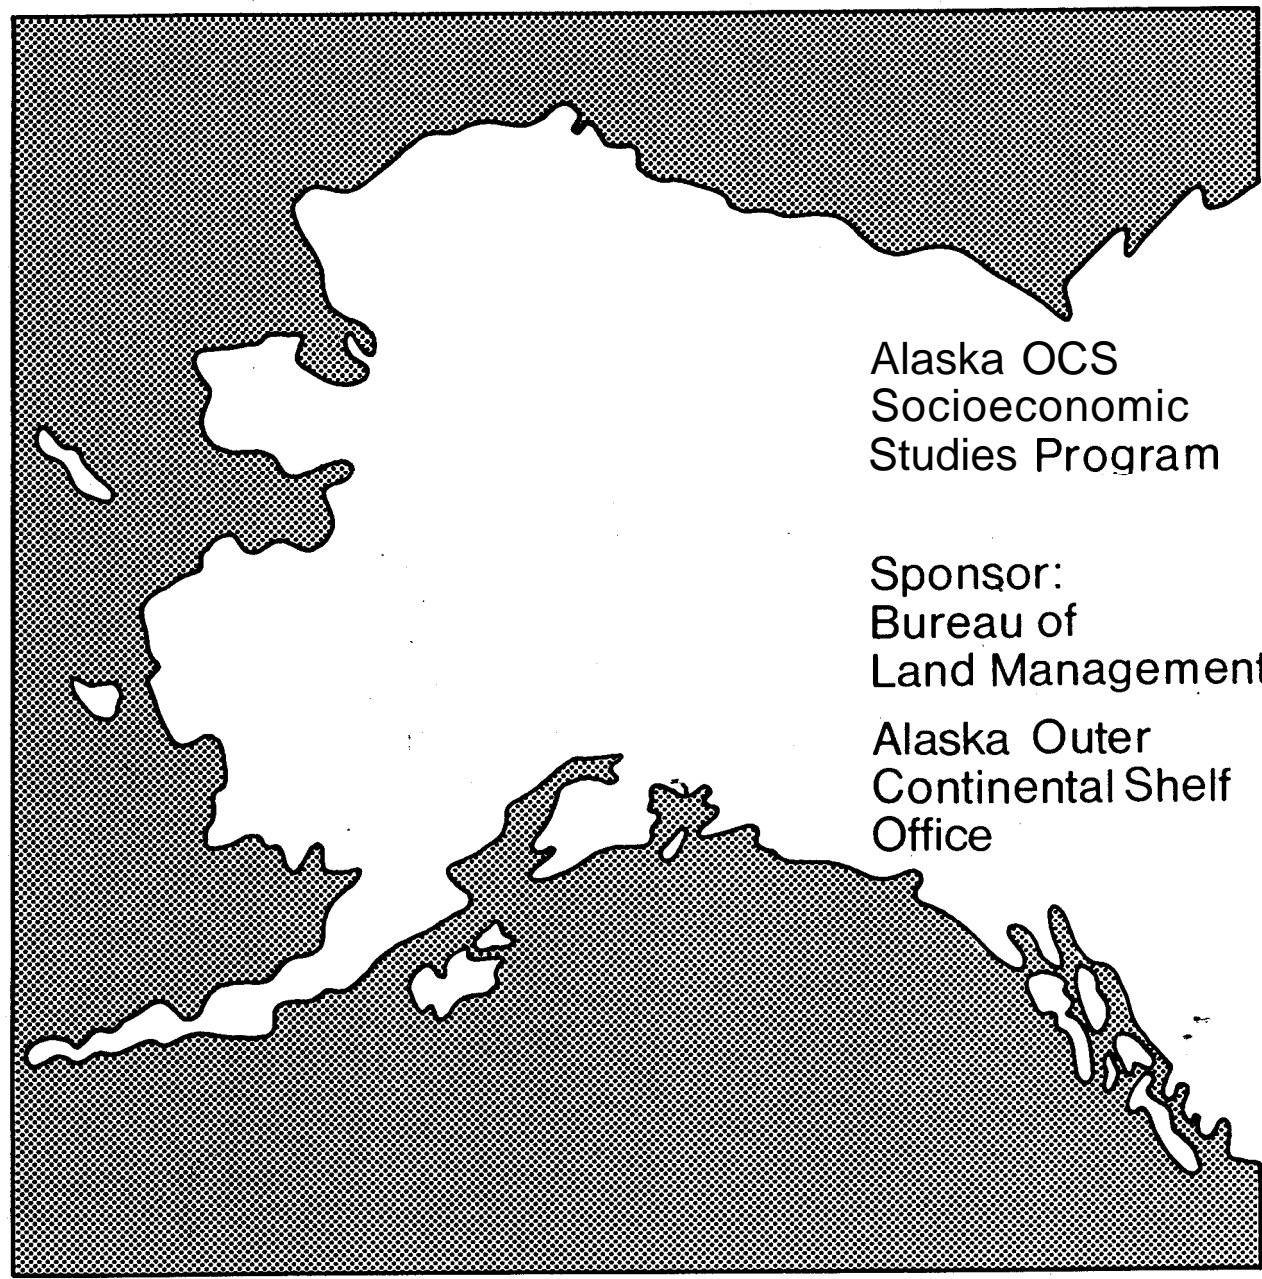 Alaska OCS
Socioeconomic
Studies Program
Sponsor:
Bureau of
Land Management
Alaska Outer
Continental Shelf
Office